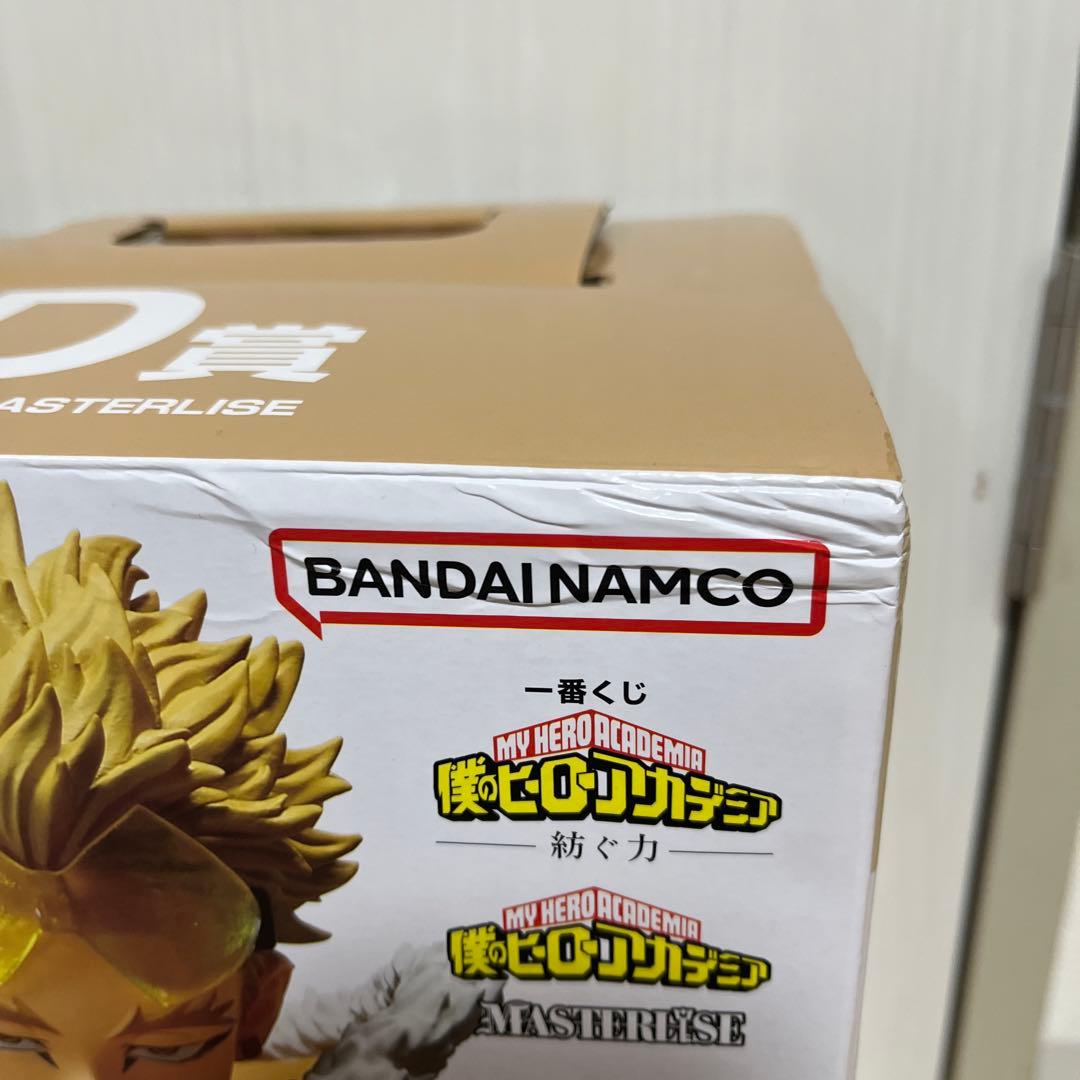 D賞
MASTERLISE
BANDAI NAMCO
一番くじ
MY HERO ACADEMIA
僕のヒーローアカデミア
紡ぐ力
MY HERO ACADEMIA
僕のヒーローアカデミア
MASTERLISE